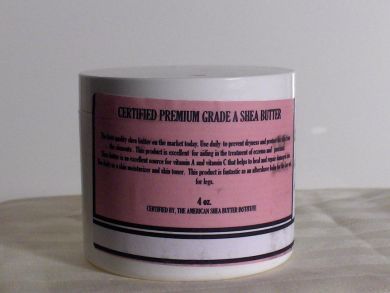 CERTIFIED PREMIUM GRADE A SHEA BUTTER
The finest quality shea butter on the market today. Use daily to prevent dryness and protect the skin from
the elements. This product is excellent for aiding in the treatment of eczema and psoriasis
Shea butter is an excellent source for vitamin A and vitamin C that helps to heal and repair damaged skin
Use daily as a skin moisturizer and skin toner. This product is fantastic as an aftershave balm for the face and
for legs.
4 oz.
CERTIFIED BY, THE AMERICAN SHEA BUTTER INSTITUTE